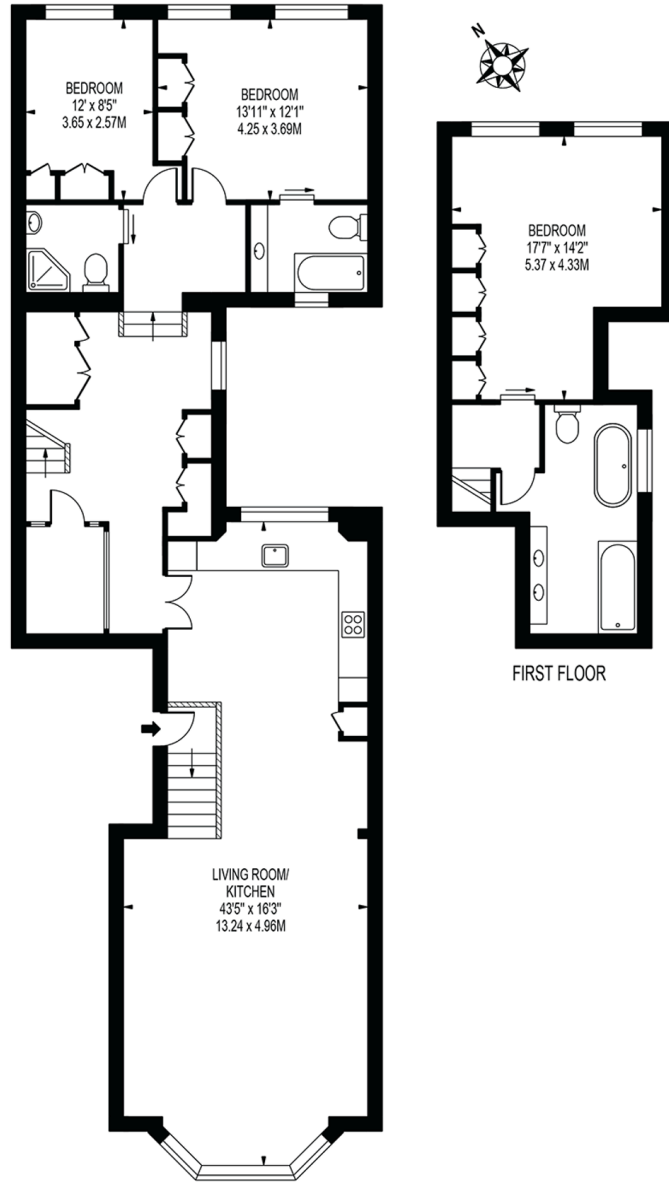 BEDROOM
12' x 8'5"
3.65 x 2.57M
BEDROOM
13'11" x 12'1"
4.25 x 3.69M
N
BEDROOM
17'7" x 14'2"
5.37 x 4.33M
FIRST FLOOR
LIVING ROOM/
KITCHEN
43'5" x 16'3"
13.24 x 4.96M